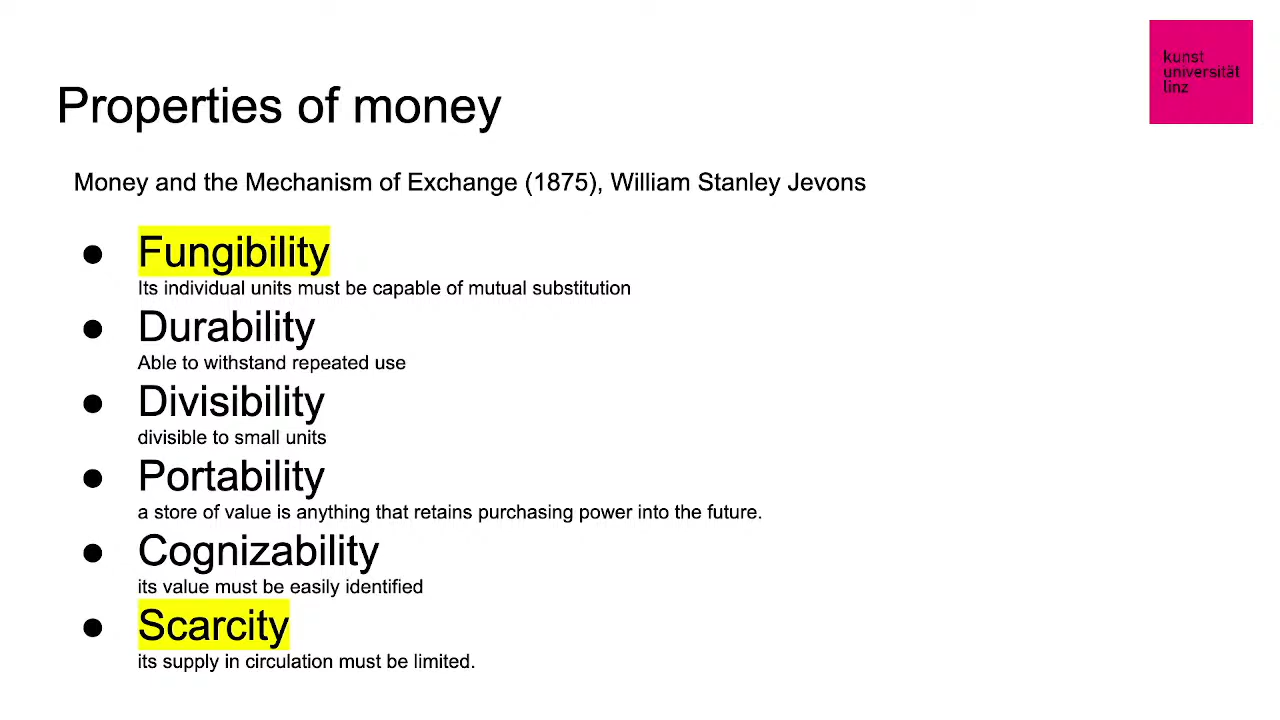 kunst
universität
linz
Properties of money
Money and the Mechanism of Exchange (1875), William Stanley Jevons
● Fungibility
Its individual units must be capable of mutual substitution
● Durability
Able to withstand repeated use
● Divisibility
divisible to small units
● Portability
a store of value is anything that retains purchasing power into the future.
● Cognizability
its value must be easily identified
● Scarcity
its supply in circulation must be limited.